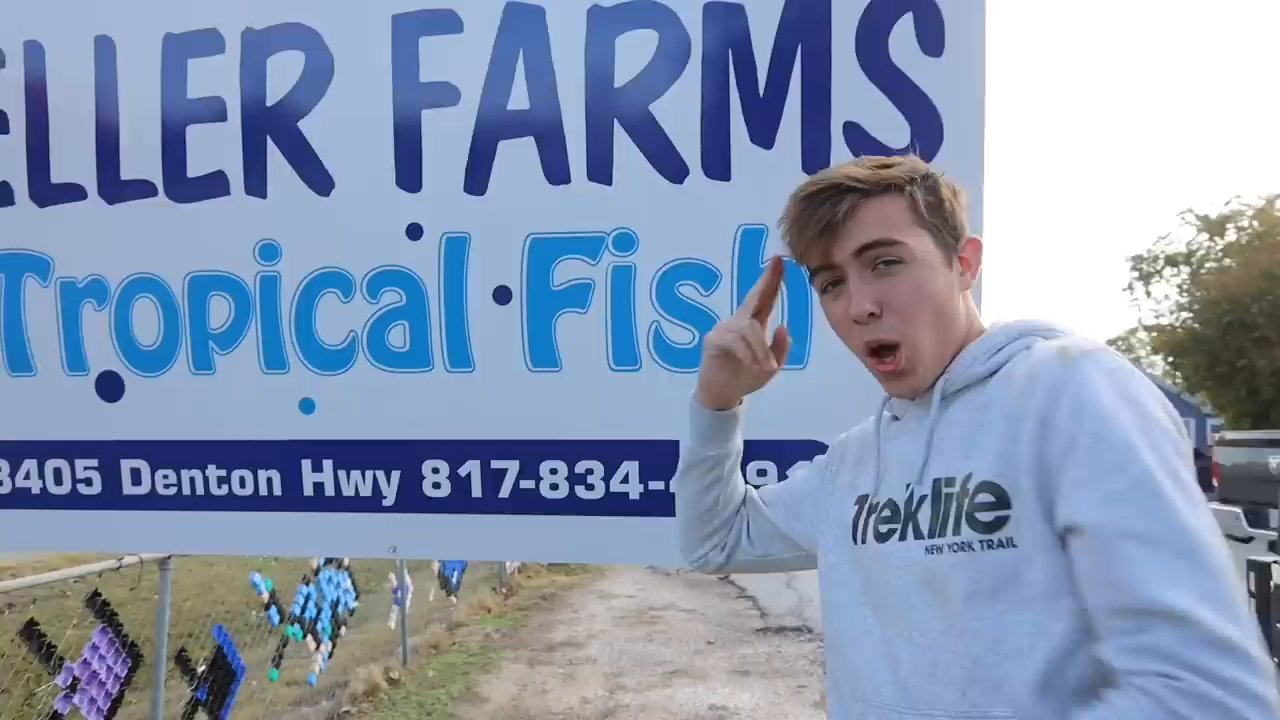 ELLER FARMS
Tropical Fish
3405 Denton Hwy 817-834-
Treklife
NEW YORK TRAIL